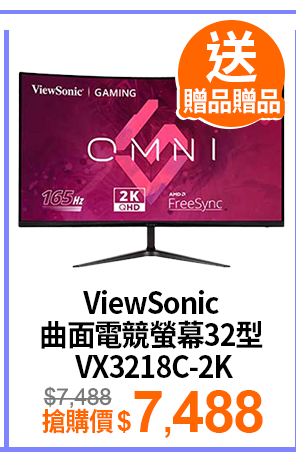 送
贈品贈品
ViewSonic | GAMING
OMNI
165Hz
2K
QHD
AMD
FreeSync
ViewSonic
曲面電競螢幕32型
VX3218C-2K
$7,488
搶購價$7,488